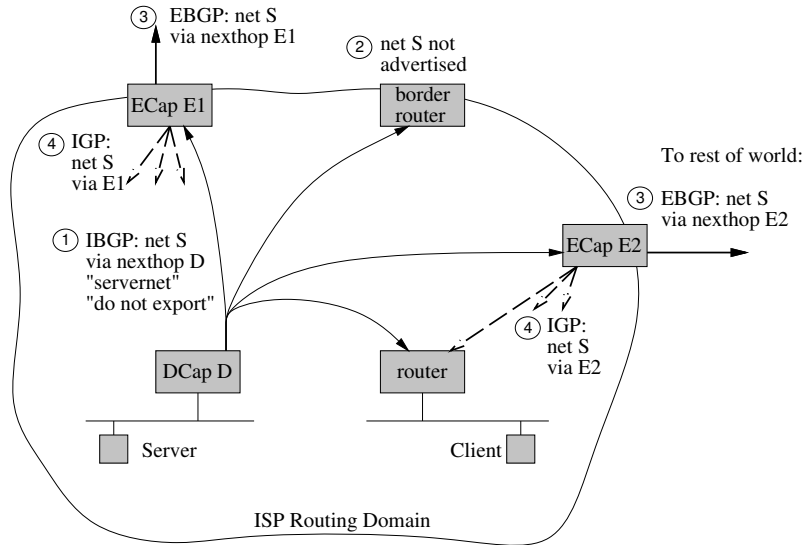 3 EBGP: net S
via nexthop E1
2 net S not
advertised
ECap E1
border
router
4 IGP:
net S
via E1
To rest of world:
3 EBGP: net S
via nexthop E2
1 IBGP: net S
via nexthop D
"servernet"
"do not export"
ECap E2
4 IGP:
net S
via E2
DCap D
router
Server
Client
ISP Routing Domain